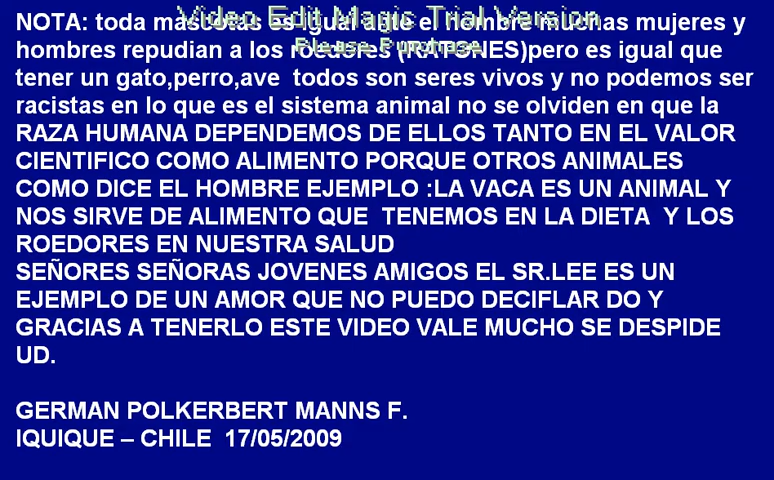 Video Edit Magic Trial Version
Please Purchase
NOTA: toda mascotas es igual ante el hombre muchas mujeres y
hombres repudian a los roedores (RATONES)pero es igual que
tener un gato,perro,ave  todos son seres vivos y no podemos ser
racistas en lo que es el sistema animal no se olviden en que la
RAZA HUMANA DEPENDEMOS DE ELLOS TANTO EN EL VALOR
CIENTIFICO COMO ALIMENTO PORQUE OTROS ANIMALES
COMO DICE EL HOMBRE EJEMPLO :LA VACA ES UN ANIMAL Y
NOS SIRVE DE ALIMENTO QUE  TENEMOS EN LA DIETA  Y LOS
ROEDORES EN NUESTRA SALUD
SEÑORES SEÑORAS JOVENES AMIGOS EL SR.LEE ES UN
EJEMPLO DE UN AMOR QUE NO PUEDO DECIFLAR DO Y
GRACIAS A TENERLO ESTE VIDEO VALE MUCHO SE DESPIDE
UD.
GERMAN POLKERBERT MANNS F.
IQUIQUE – CHILE  17/05/2009